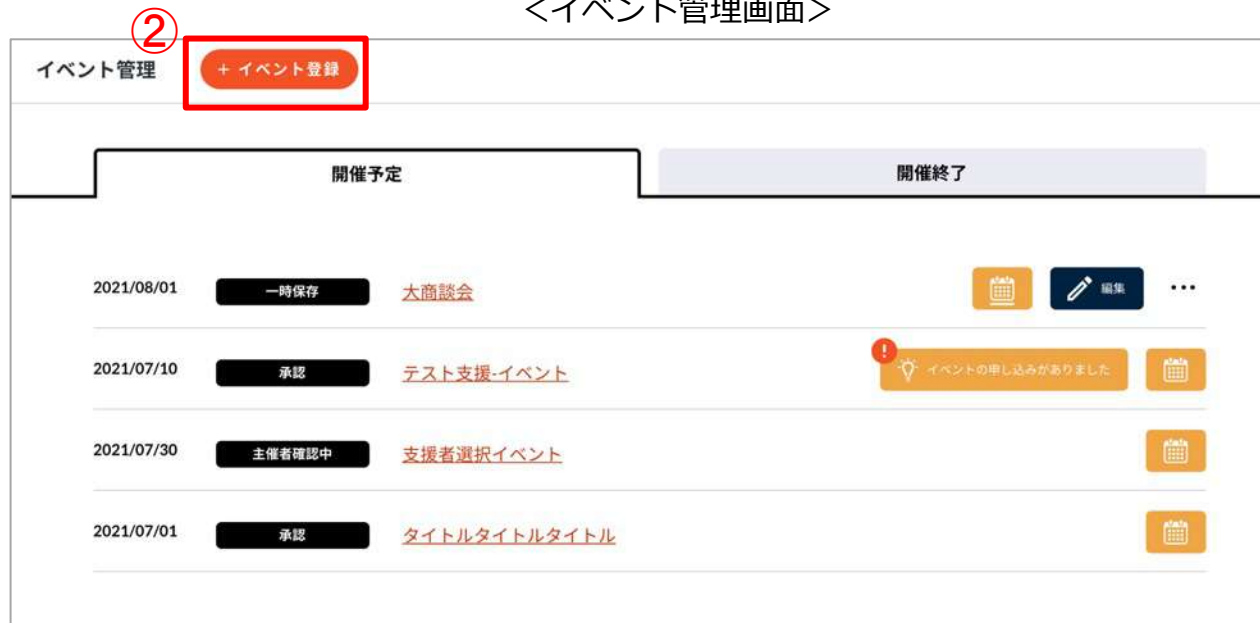 ＜イベント管理画面＞
②
イベント管理 + イベント登録
開催予定 開催終了
2021/08/01 一時保存 大商談会 編集 ...
2021/07/10 承認 テスト支援-イベント ! イベントの申し込みがありました
2021/07/30 主催者確認中 支援者選択イベント
2021/07/01 承認 タイトルタイトルタイトル